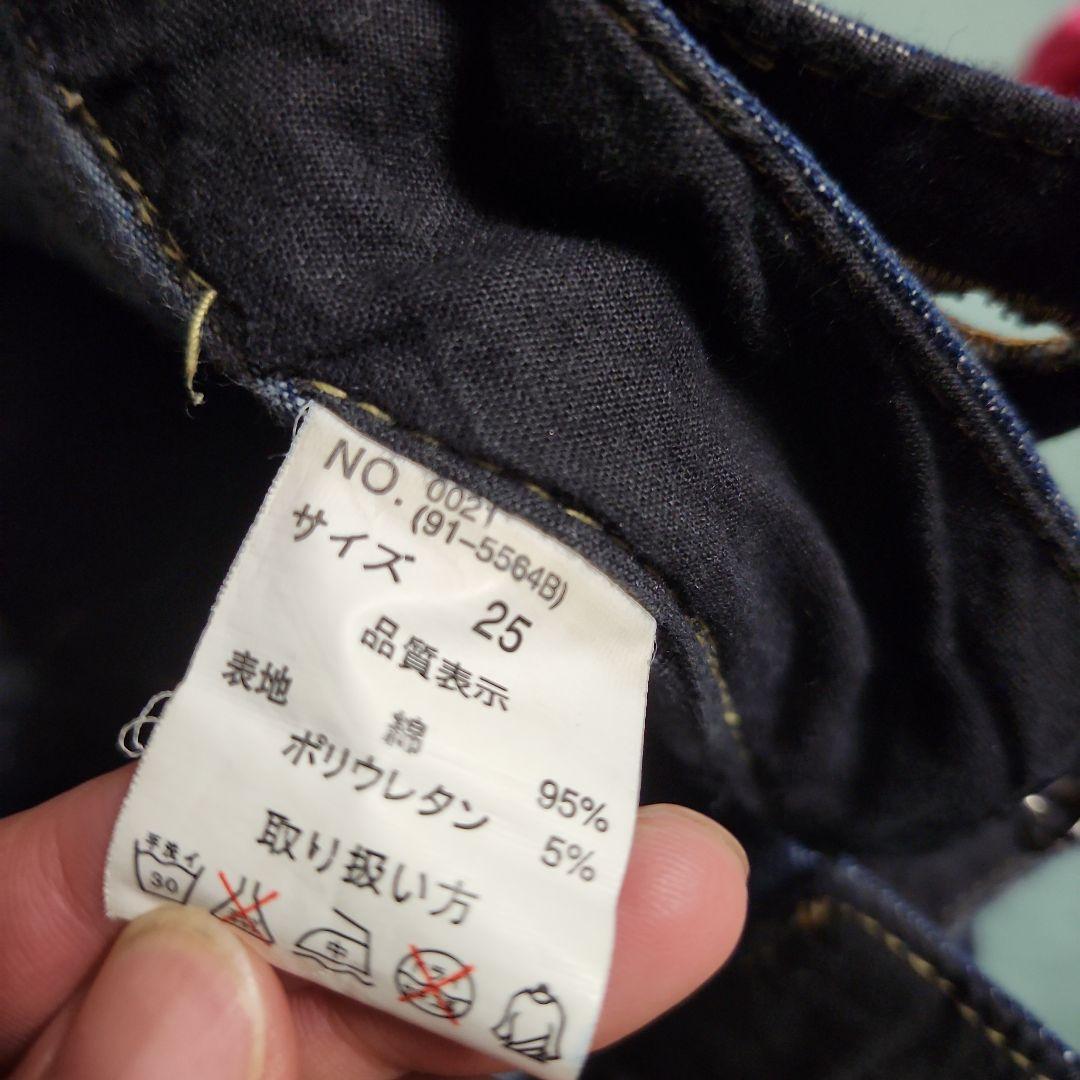 NO. 0021
(91-5564B)
サイズ 25
品質表示
表地
綿 95%
ポリウレタン 5%
取り扱い方
手洗イ
30
中